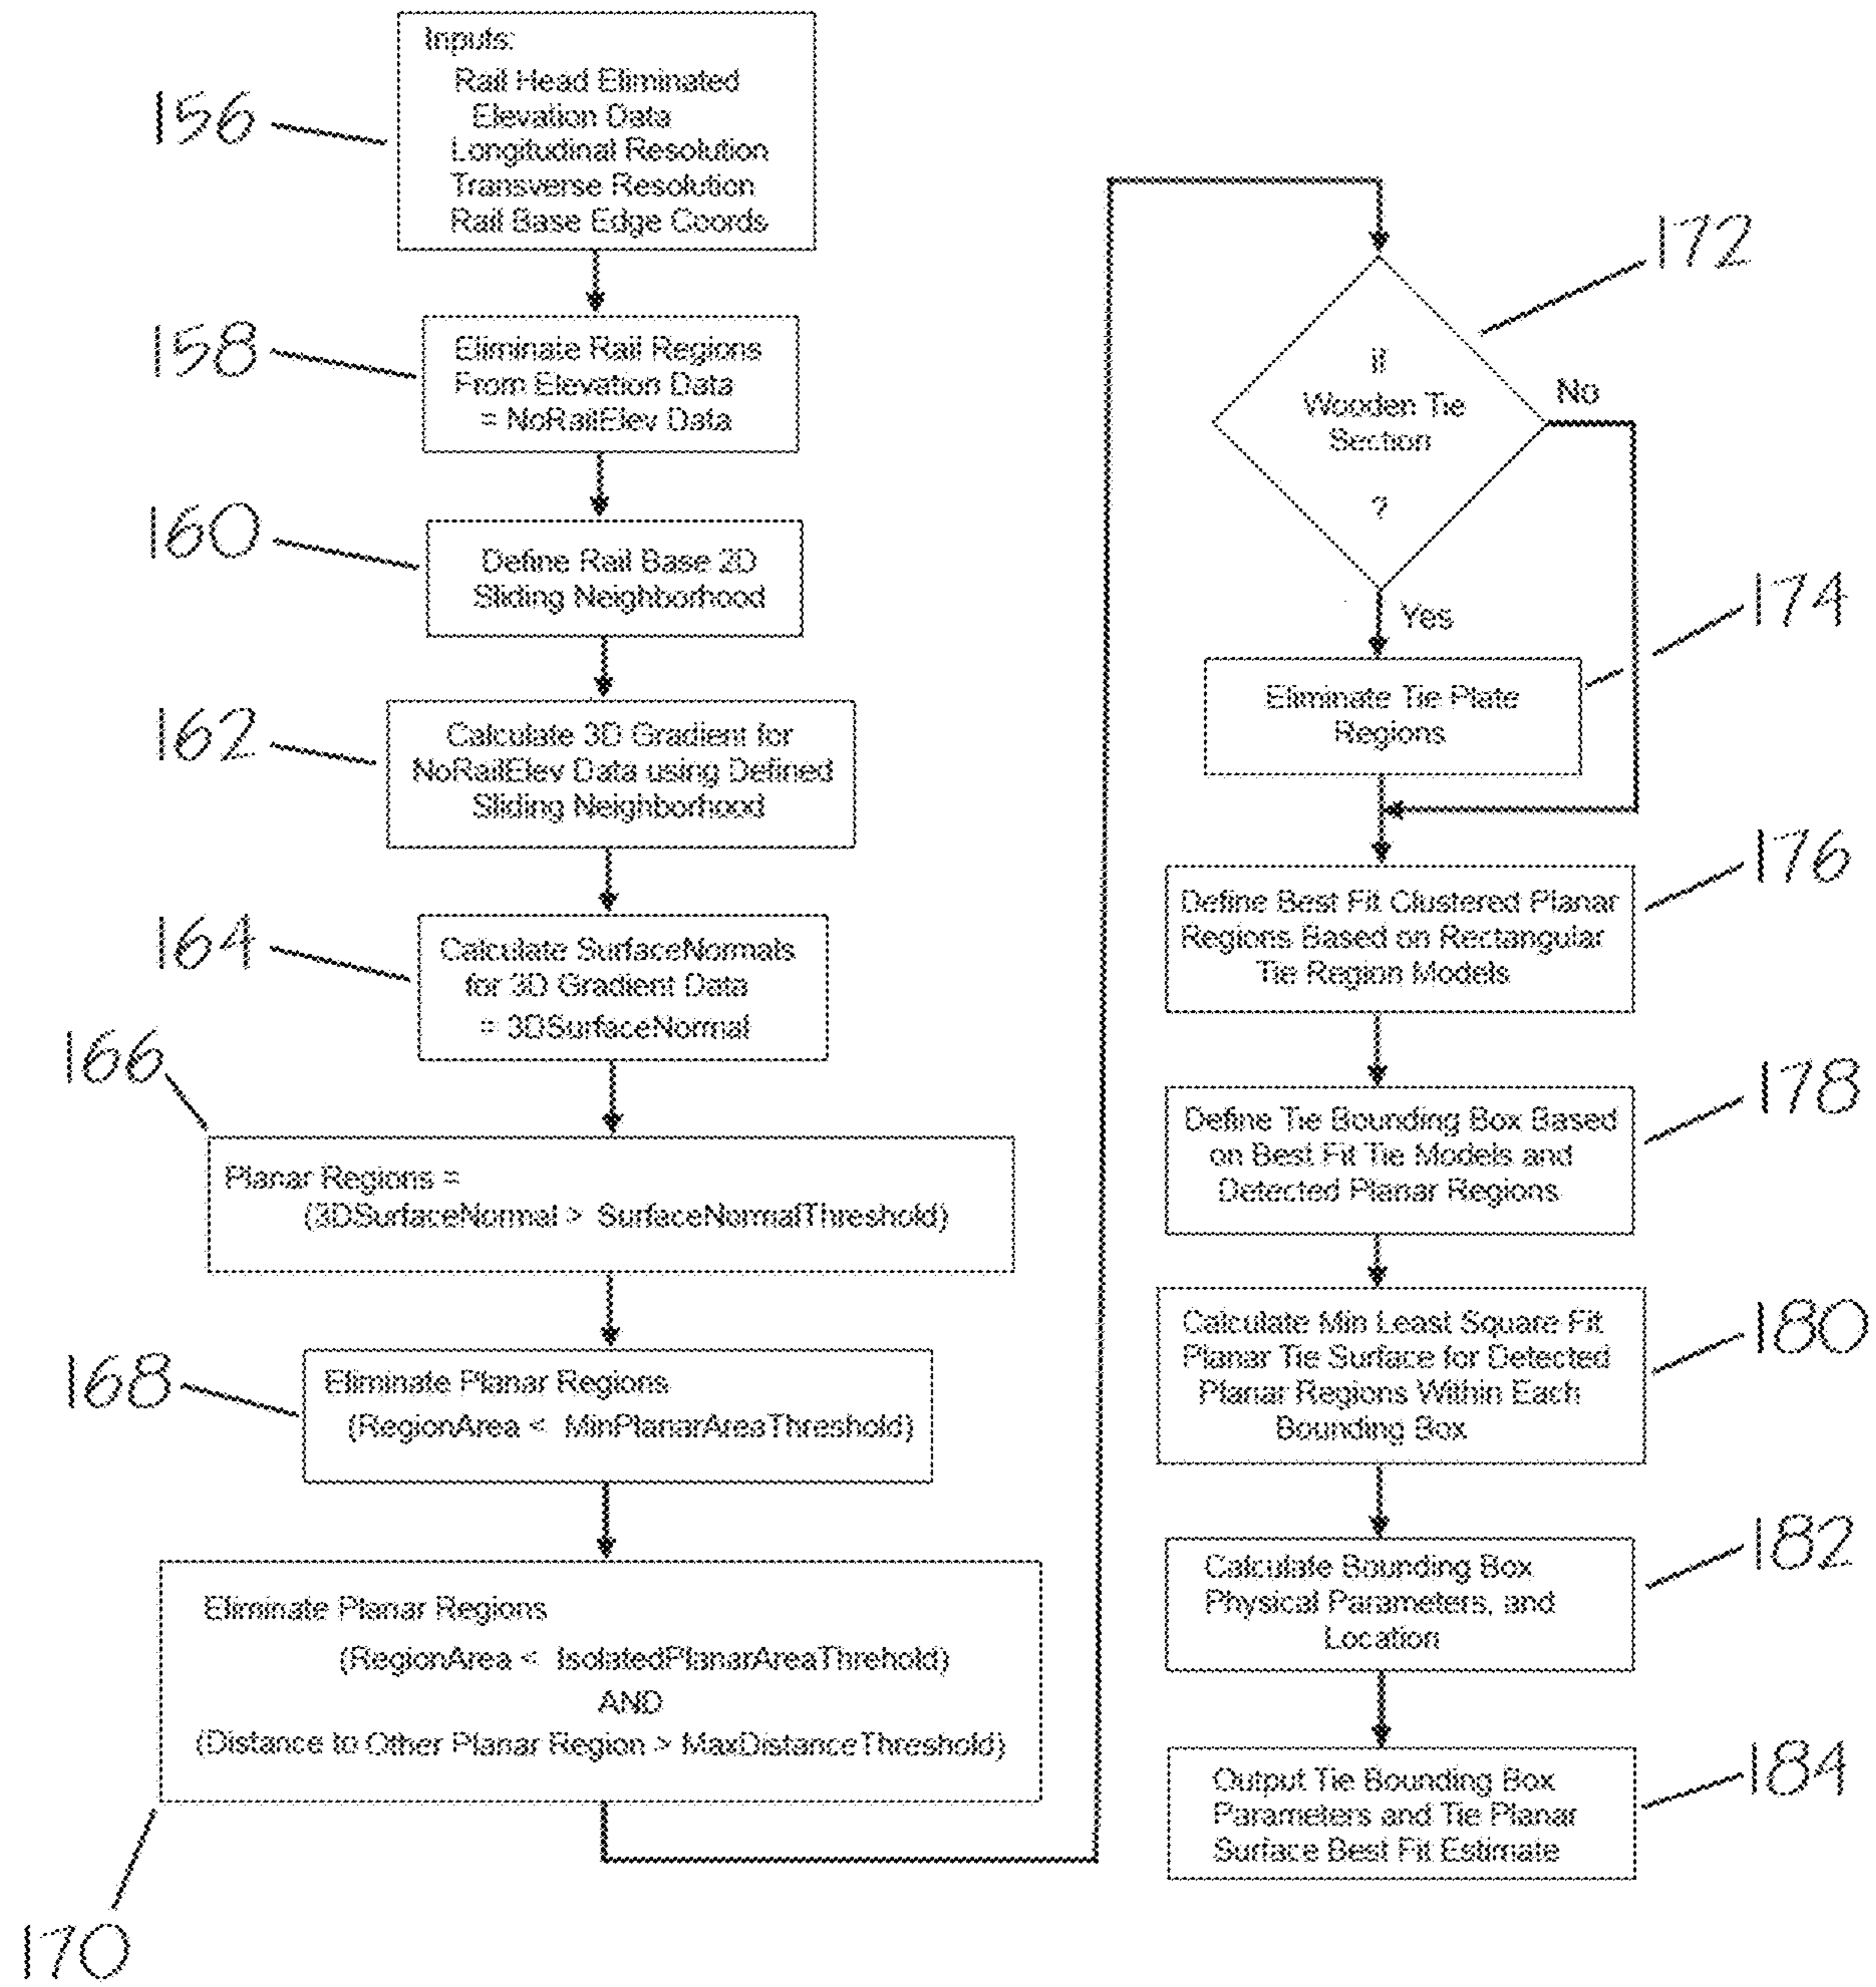 156
Inputs:
Rail Head Eliminated
Elevation Data
Longitudinal Resolution
Transverse Resolution
Rail Base Edge Coords
158
Eliminate Rail Regions
From Elevation Data
= NoRailElev Data
160
Define Rail Base 2D
Sliding Neighborhood
162
Calculate 3D Gradient for
NoRailElev Data using Defined
Sliding Neighborhood
164
Calculate SurfaceNormals
for 3D Gradient Data
= 3DSurfaceNormal
166
Planar Regions =
(3DSurfaceNormal > SurfaceNormalThreshold)
168
Eliminate Planar Regions
(RegionArea < MinPlanarAreaThreshold)
Eliminate Planar Regions
(RegionArea < IsolatedPlanarAreaThrehold)
AND
(Distance to Other Planar Region > MaxDistanceThreshold)
170
172
If
Wooden Tie
Section
?
No
Yes
174
Eliminate Tie Plate
Regions
176
Define Best Fit Clustered Planar
Regions Based on Rectangular
Tie Region Models
178
Define Tie Bounding Box Based
on Best Fit Tie Models and
Detected Planar Regions
180
Calculate Min Least Square Fit
Planar Tie Surface for Detected
Planar Regions Within Each
Bounding Box
182
Calculate Bounding Box
Physical Parameters, and
Location
184
Output Tie Bounding Box
Parameters and Tie Planar
Surface Best Fit Estimate